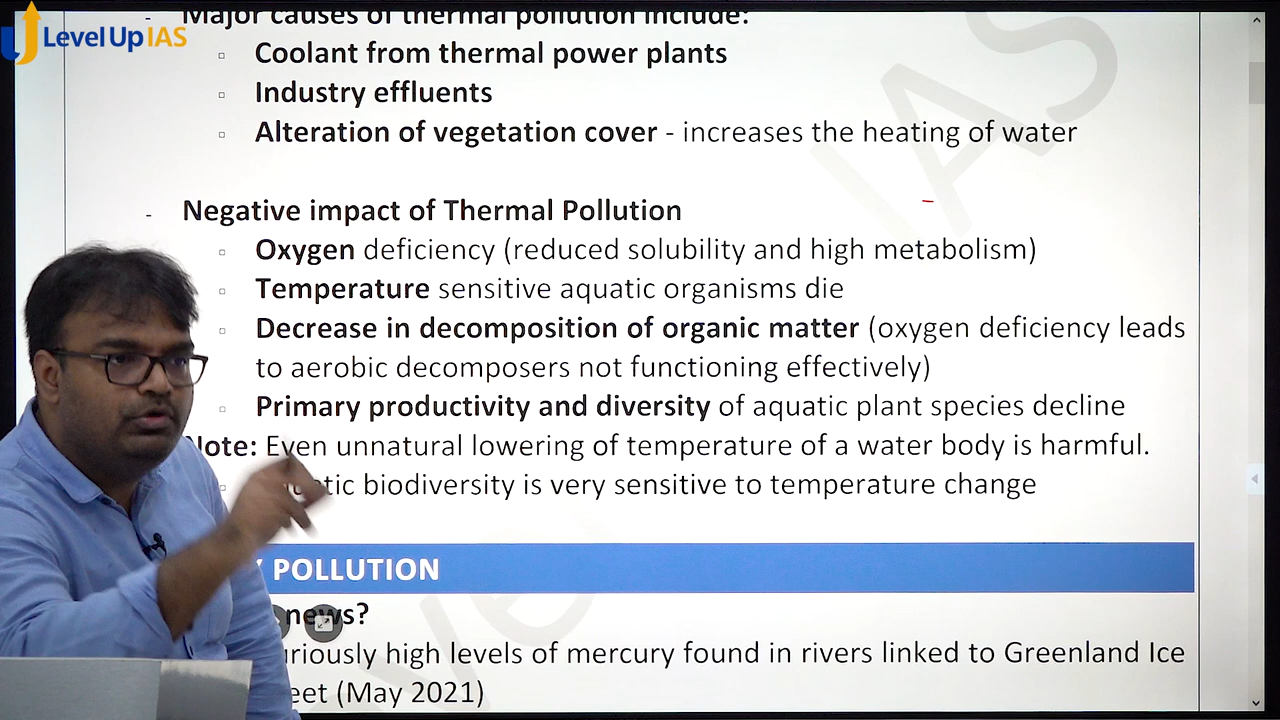 Level Up IAS
- Major causes of thermal pollution include:
Coolant from thermal power plants
Industry effluents
Alteration of vegetation cover - increases the heating of water
- Negative impact of Thermal Pollution
Oxygen deficiency (reduced solubility and high metabolism)
Temperature sensitive aquatic organisms die
Decrease in decomposition of organic matter (oxygen deficiency leads
to aerobic decomposers not functioning effectively)
Primary productivity and diversity of aquatic plant species decline
Note: Even unnatural lowering of temperature of a water body is harmful.
biodiversity is very sensitive to temperature change
POLLUTION
news?
high levels of mercury found in rivers linked to Greenland Ice
(May 2021)
IAS